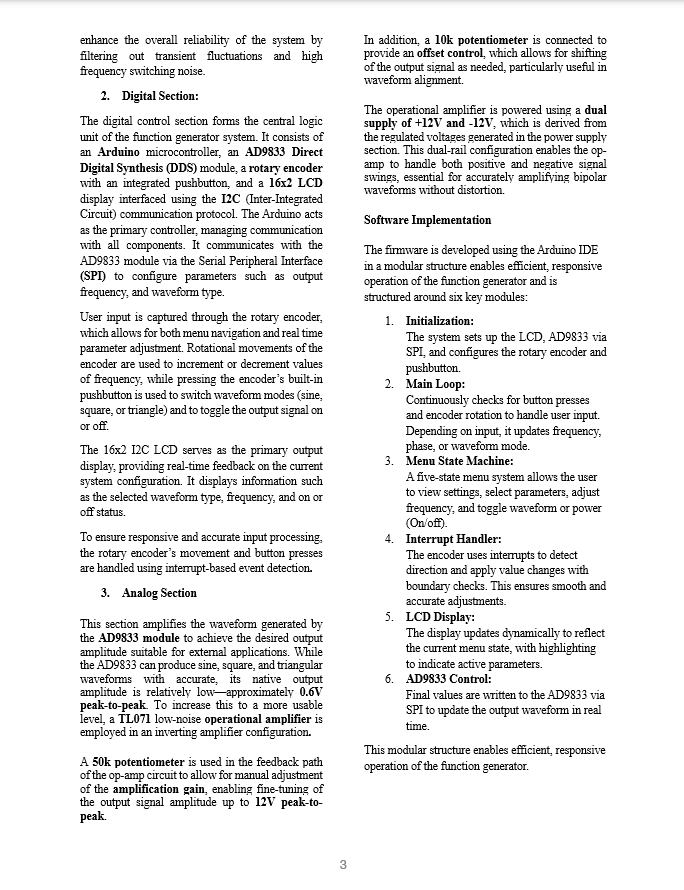 enhance the overall reliability of the system by
filtering out transient fluctuations and high
frequency switching noise.
2. Digital Section:
The digital control section forms the central logic
unit of the function generator system. It consists of
an Arduino microcontroller, an AD9833 Direct
Digital Synthesis (DDS) module, a rotary encoder
with an integrated pushbutton, and a 16x2 LCD
display interfaced using the I2C (Inter-Integrated
Circuit) communication protocol. The Arduino acts
as the primary controller, managing communication
with all components. It communicates with the
AD9833 module via the Serial Peripheral Interface
(SPI) to configure parameters such as output
frequency, and waveform type.
User input is captured through the rotary encoder,
which allows for both menu navigation and real time
parameter adjustment. Rotational movements of the
encoder are used to increment or decrement values
of frequency, while pressing the encoder's built-in
pushbutton is used to switch waveform modes (sine,
square, or triangle) and to toggle the output signal on
or off.
The 16x2 I2C LCD serves as the primary output
display, providing real-time feedback on the current
system configuration. It displays information such
as the selected waveform type, frequency, and on or
off status.
To ensure responsive and accurate input processing,
the rotary encoder's movement and button presses
are handled using interrupt-based event detection.
3. Analog Section
This section amplifies the waveform generated by
the AD9833 module to achieve the desired output
amplitude suitable for external applications. While
the AD9833 can produce sine, square, and triangular
waveforms with accurate, its native output
amplitude is relatively low—approximately 0.6V
peak-to-peak. To increase this to a more usable
level, a TL071 low-noise operational amplifier is
employed in an inverting amplifier configuration.
A 50k potentiometer is used in the feedback path
of the op-amp circuit to allow for manual adjustment
of the amplification gain, enabling fine-tuning of
the output signal amplitude up to 12V peak-to-
peak.
In addition, a 10k potentiometer is connected to
provide an offset control, which allows for shifting
of the output signal as needed, particularly useful in
waveform alignment.
The operational amplifier is powered using a dual
supply of +12V and -12V, which is derived from
the regulated voltages generated in the power supply
section. This dual-rail configuration enables the op-
amp to handle both positive and negative signal
swings, essential for accurately amplifying bipolar
waveforms without distortion.
Software Implementation
The firmware is developed using the Arduino IDE
in a modular structure enables efficient, responsive
operation of the function generator and is
structured around six key modules:
1. Initialization:
The system sets up the LCD, AD9833 via
SPI, and configures the rotary encoder and
pushbutton.
2. Main Loop:
Continuously checks for button presses
and encoder rotation to handle user input.
Depending on input, it updates frequency,
phase, or waveform mode.
3. Menu State Machine:
A five-state menu system allows the user
to view settings, select parameters, adjust
frequency, and toggle waveform or power
(On/off).
4. Interrupt Handler:
The encoder uses interrupts to detect
direction and apply value changes with
boundary checks. This ensures smooth and
accurate adjustments.
5. LCD Display:
The display updates dynamically to reflect
the current menu state, with highlighting
to indicate active parameters.
6. AD9833 Control:
Final values are written to the AD9833 via
SPI to update the output waveform in real
time.
This modular structure enables efficient, responsive
operation of the function generator.
3